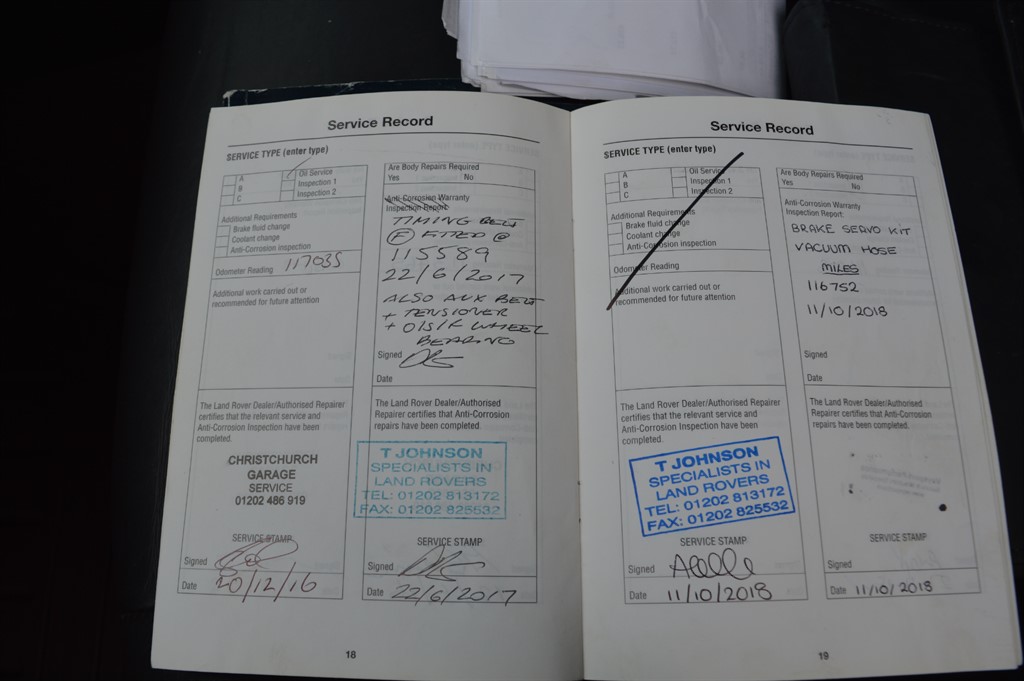 Service Record
SERVICE TYPE (enter type)
A
B
C
Oil Service
Inspection 1
Inspection 2
Additional Requirements
Brake fluid change
Coolant change
Anti-Corrosion inspection
Odometer Reading 117035
Additional work carried out or
recommended for future attention
The Land Rover Dealer/Authorised Repairer
certifies that the relevant service and
Anti-Corrosion Inspection have been
completed.
CHRISTCHURCH
GARAGE
SERVICE
01202 486 919
SERVICE STAMP
Signed
Date 20/12/16
Are Body Repairs Required
Yes No
Anti-Corrosion Warranty
Inspection Report:
TIMING BELT
(F) FITTED @
115589
22/6/2017
ALSO AUX BELT
+ TENSIONER
+ O/S/F WHEEL
BEARING
Signed
Date
The Land Rover Dealer/Authorised
Repairer certifies that Anti-Corrosion
repairs have been completed.
T JOHNSON
SPECIALISTS IN
LAND ROVERS
TEL: 01202 813172
FAX: 01202 825532
SERVICE STAMP
Signed
Date 22/6/2017
18
Service Record
SERVICE TYPE (enter type)
A
B
C
Oil Service
Inspection 1
Inspection 2
Additional Requirements
Brake fluid change
Coolant change
Anti-Corrosion inspection
Odometer Reading
Additional work carried out or
recommended for future attention
The Land Rover Dealer/Authorised Repairer
certifies that the relevant service and
Anti-Corrosion Inspection have been
completed.
T JOHNSON
SPECIALISTS IN
LAND ROVERS
TEL: 01202 813172
FAX: 01202 825532
SERVICE STAMP
Signed
Date 11/10/2018
Are Body Repairs Required
Yes No
Anti-Corrosion Warranty
Inspection Report:
BRAKE SERVO KIT
VACUUM HOSE
MILES
116752
11/10/2018
Signed
Date
The Land Rover Dealer/Authorised
Repairer certifies that Anti-Corrosion
repairs have been completed.
SERVICE STAMP
Signed
Date 11/10/2018
19